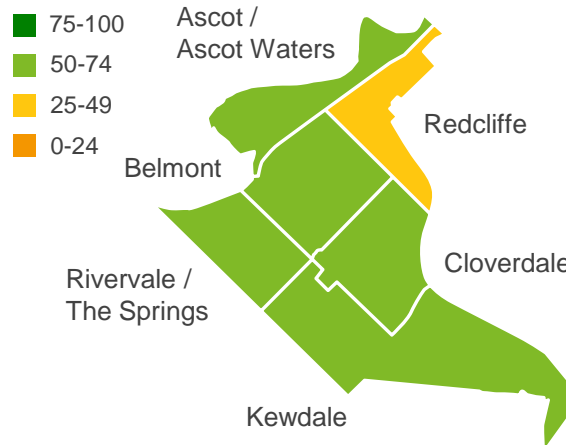 75-100
50-74
25-49
0-24
Ascot /
Ascot Waters
Redcliffe
Belmont
Cloverdale
Rivervale /
The Springs
Kewdale